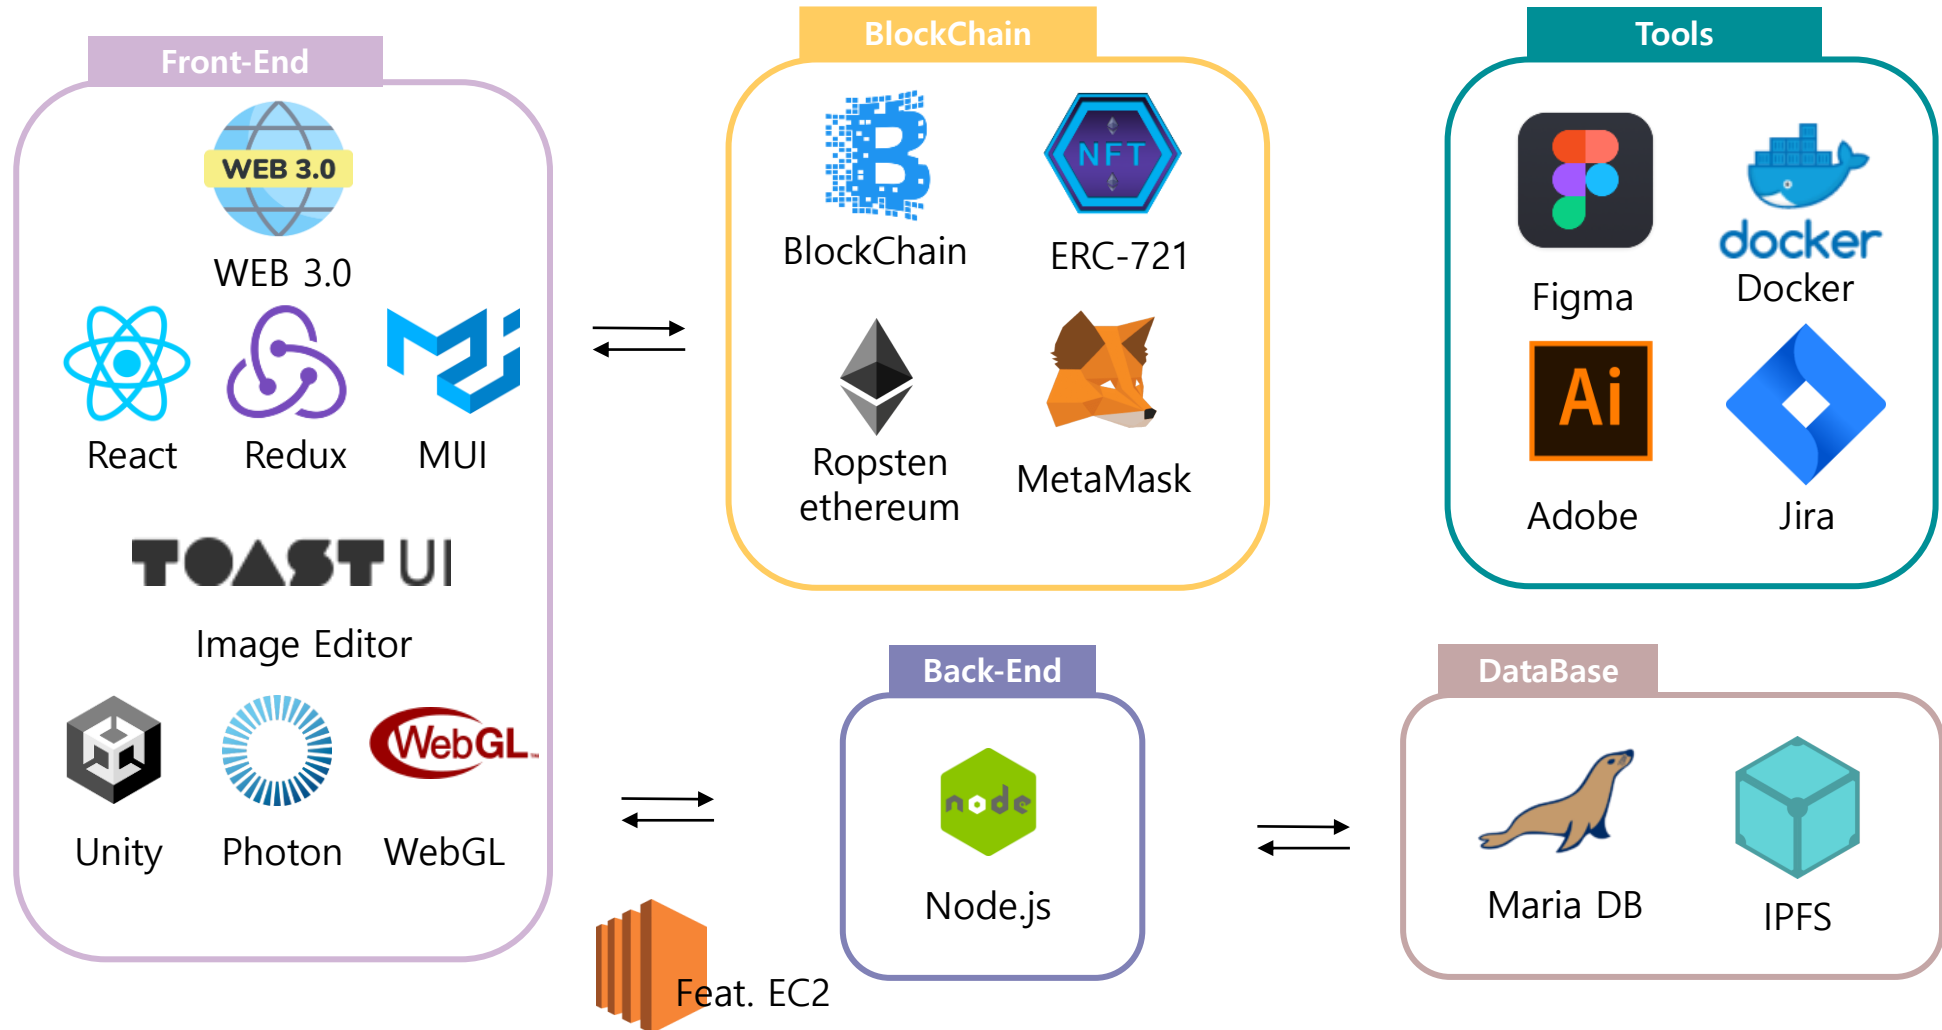 Front-End
WEB 3.0
WEB 3.0
React
Redux
MUI
TOAST UI
Image Editor
WebGL™
Unity
Photon
WebGL
BlockChain
NFT
BlockChain
ERC-721
Ropsten
ethereum
MetaMask
Tools
docker
Figma
Docker
Ai
Adobe
Jira
Back-End
node
Node.js
Feat. EC2
DataBase
Maria DB
IPFS